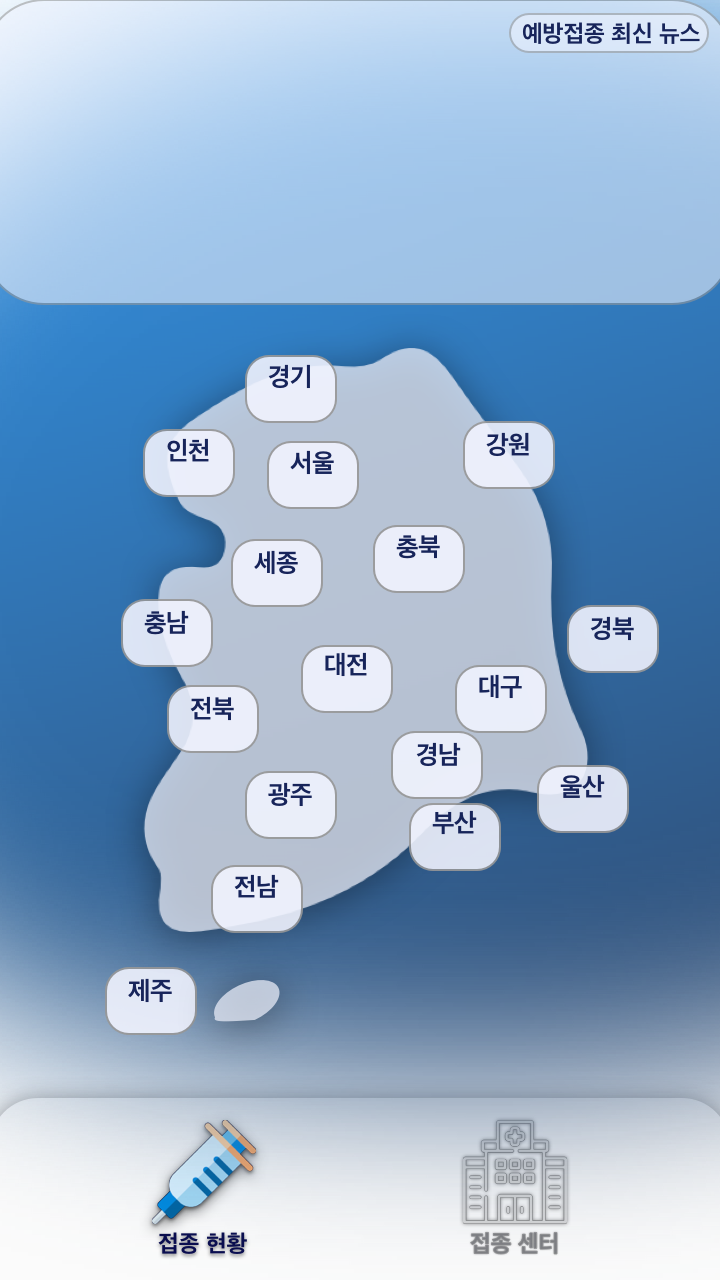 예방접종 최신 뉴스
경기
인천
서울
강원
세종
충북
충남
경북
대전
대구
전북
경남
광주
울산
부산
전남
제주
접종 현황
접종 센터